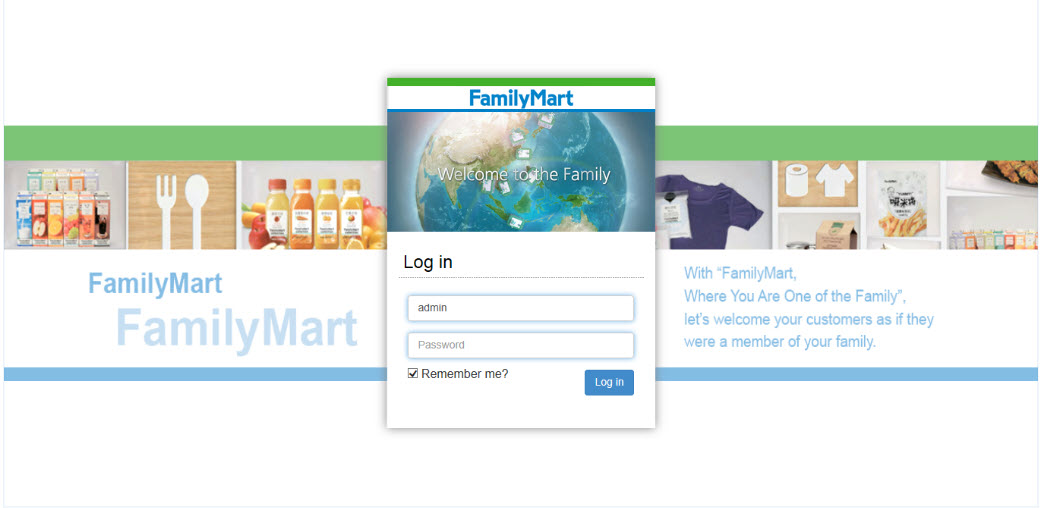 FamilyMart
Welcome to the Family
Log in
admin
Password
Remember me?
Log in
FamilyMart
FamilyMart
With “FamilyMart,
Where You Are One of the Family”,
let's welcome your customers as if they
were a member of your family.